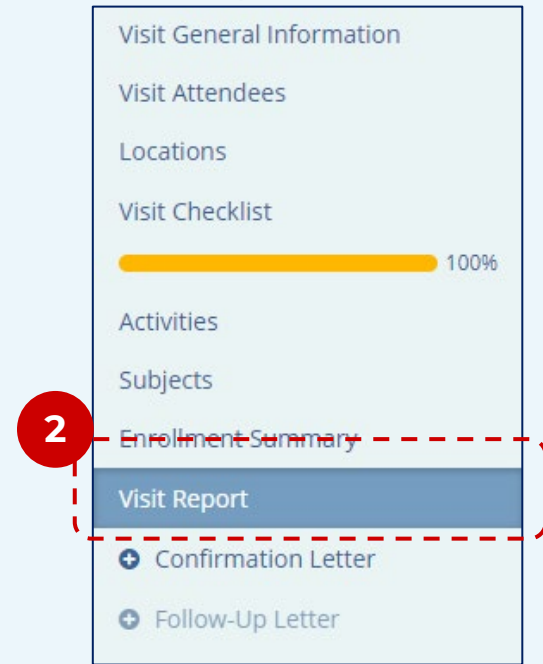 Visit General Information
Visit Attendees
Locations
Visit Checklist
100%
Activities
Subjects
2
Enrollment Summary
Visit Report
Confirmation Letter
Follow-Up Letter